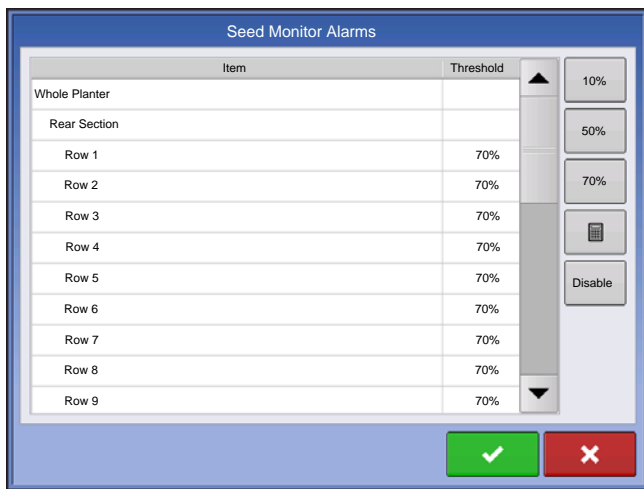 Seed Monitor Alarms
Item Threshold
Whole Planter
Rear Section
Row 1 70%
Row 2 70%
Row 3 70%
Row 4 70%
Row 5 70%
Row 6 70%
Row 7 70%
Row 8 70%
Row 9 70%
10%
50%
70%
Disable